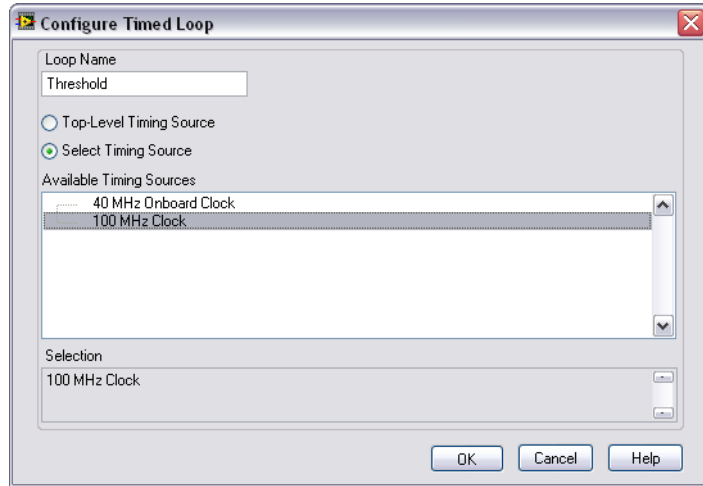 Configure Timed Loop
Loop Name
Threshold
Top-Level Timing Source
Select Timing Source
Available Timing Sources
40 MHz Onboard Clock
100 MHz Clock
Selection
100 MHz Clock
OK Cancel Help